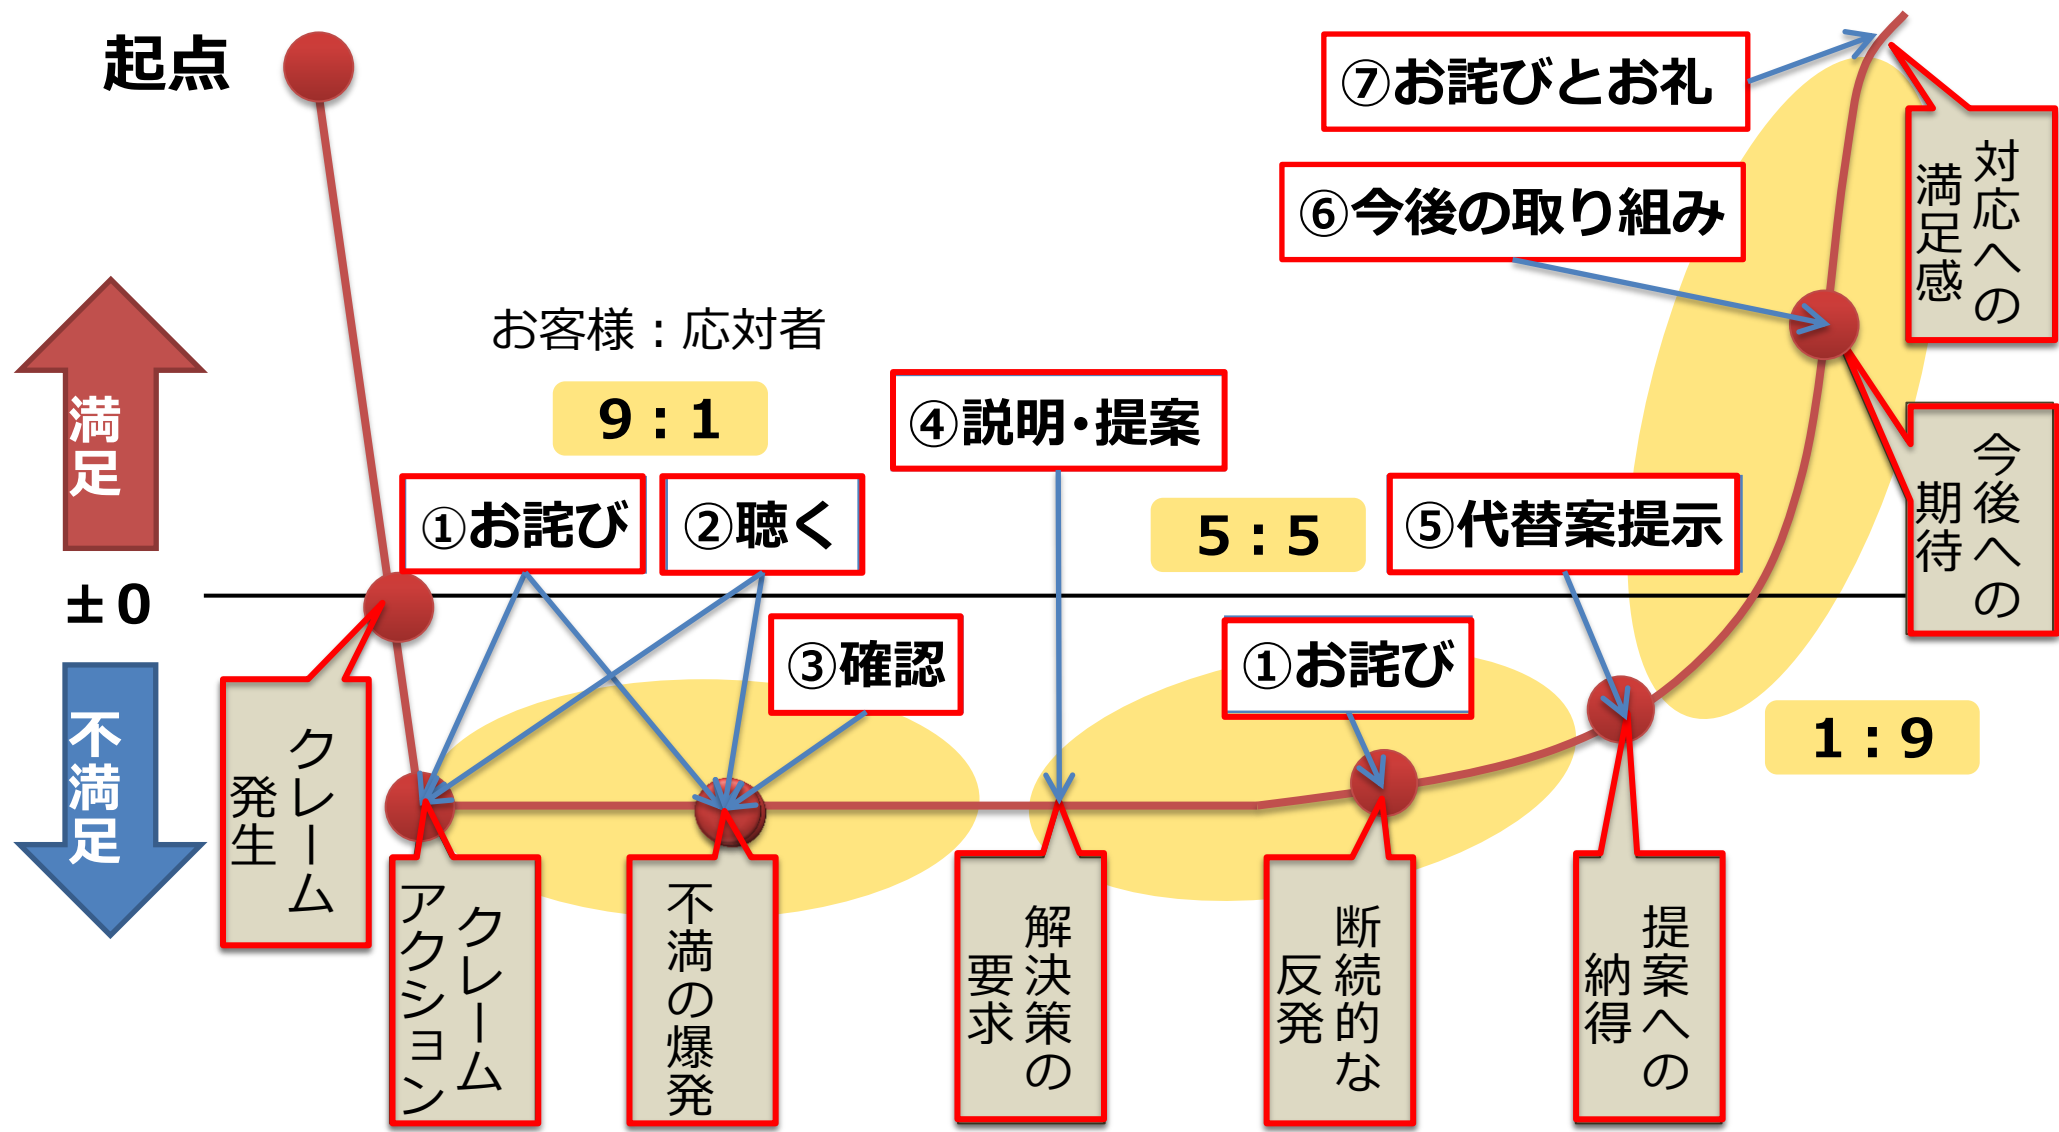 起点
⑦お詫びとお礼
対応への
満足感
⑥今後の取り組み
お客様：応対者
9：1
④説明・提案
満足
①お詫び
②聴く
5：5
⑤代替案提示
今後への
期待
±0
③確認
①お詫び
1：9
不満足
クレーム
発生
クレーム
アクション
不満の爆発
解決策の
要求
断続的な
反発
提案への
納得